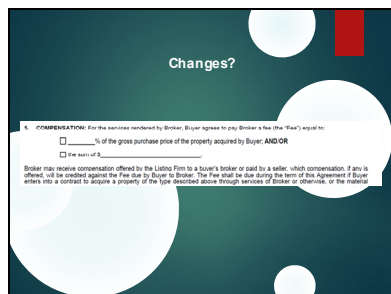 Changes?
5. COMPENSATION: For the services rendered by Broker, Buyer agrees to pay Broker a fee (the "Fee") equal to:
______% of the gross purchase price of the property acquired by Buyer; AND/OR
the sum of $______________________.
Broker may receive compensation offered by the Listing Firm to a buyer's broker or paid by a seller, which compensation, if any is
offered, will be credited against the Fee due by Buyer to Broker. The Fee shall be due during the term of this Agreement if Buyer
enters into a contract to acquire a property of the type described above through services of Broker or otherwise, or the material